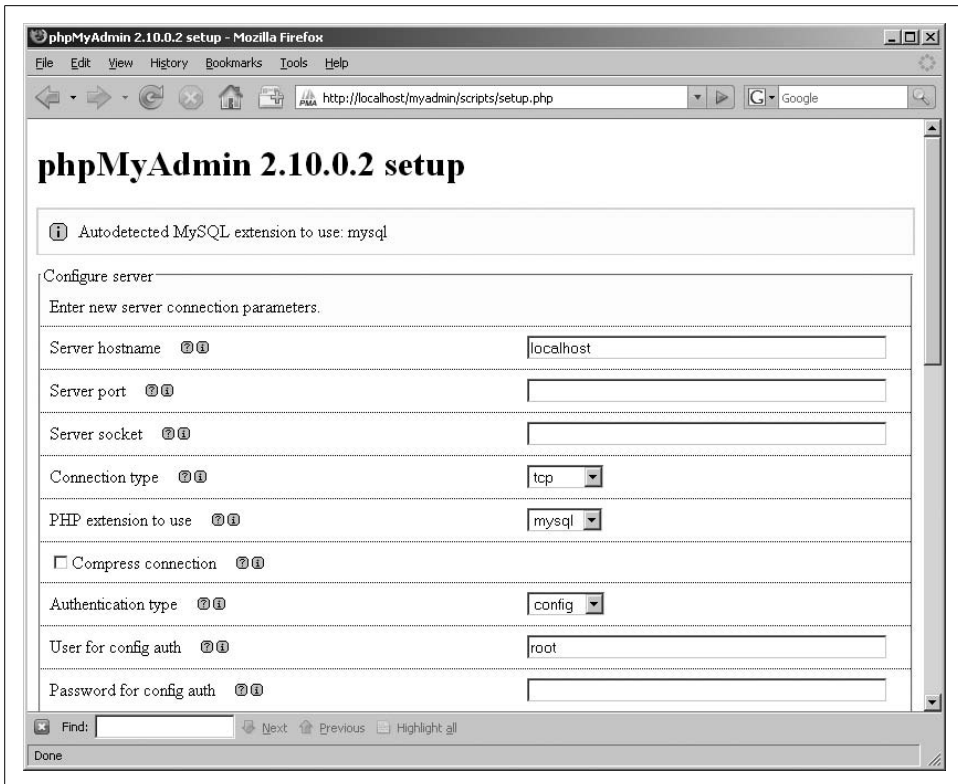 phpMyAdmin 2.10.0.2 setup - Mozilla Firefox
File Edit View History Bookmarks Tools Help
PMA http://localhost/myadmin/scripts/setup.php G Google
phpMyAdmin 2.10.0.2 setup
i Autodetected MySQL extension to use: mysql
Configure server
Enter new server connection parameters.
Server hostname ? i localhost
Server port ? i
Server socket ? i
Connection type ? i tcp
PHP extension to use ? i mysql
Compress connection ? i
Authentication type ? i config
User for config auth ? i root
Password for config auth ? i
Find: Next Previous Highlight all
Done